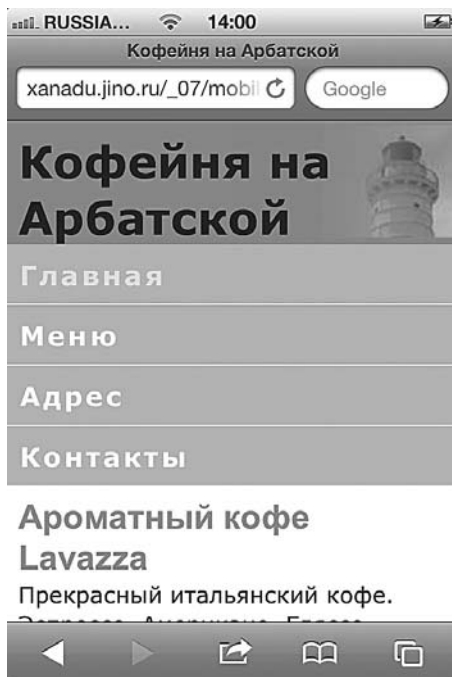 RUSSIA... 14:00
Кофейня на Арбатской
xanadu.jino.ru/_07/mobil Google
Кофейня на
Арбатской
Главная
Меню
Адрес
Контакты
Ароматный кофе
Lavazza
Прекрасный итальянский кофе.